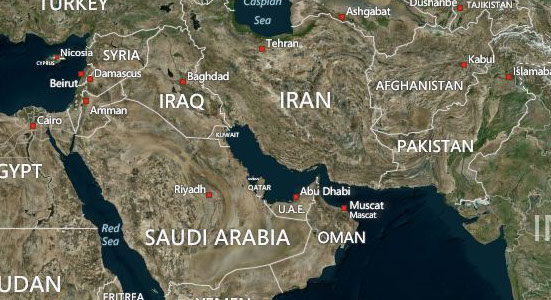 TURKEY
Caspian
Sea
Ashgabat
Dushanbe
TAJIKISTAN
Nicosia
CYPRUS
SYRIA
Tehran
Kabul
Islamaba
Beirut
Damascus
Baghdad
AFGHANISTAN
Amman
IRAQ
IRAN
Cairo
KUWAIT
PAKISTAN
GYPT
Riyadh
QATAR
Abu Dhabi
U.A.E.
Muscat
Mascat
Red
Sea
SAUDI ARABIA
OMAN
IN
UDAN
ERITREA
YEMEN